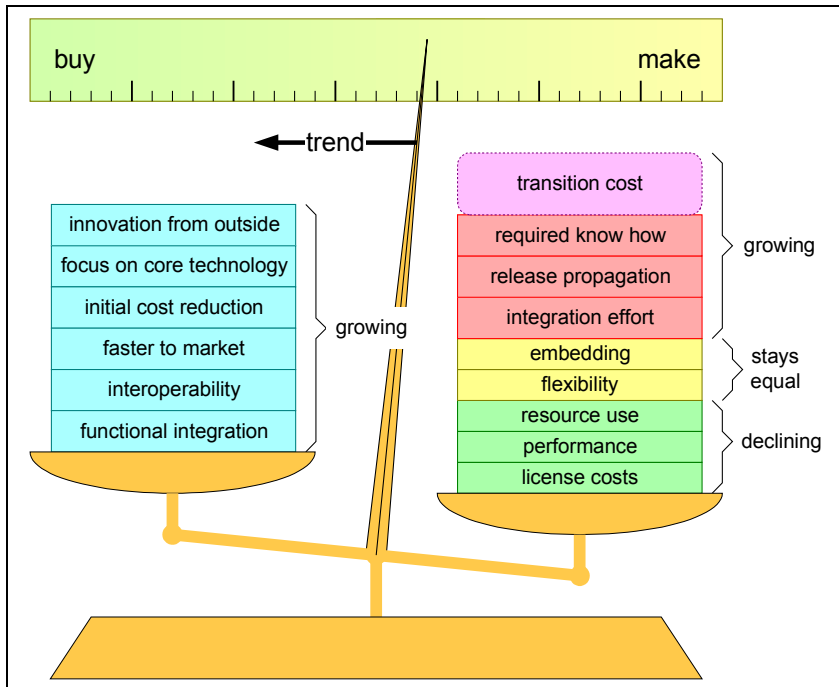 buy
make
trend
innovation from outside
focus on core technology
initial cost reduction
faster to market
interoperability
functional integration
growing
transition cost
required know how
release propagation
integration effort
embedding
flexibility
resource use
performance
license costs
growing
stays
equal
declining